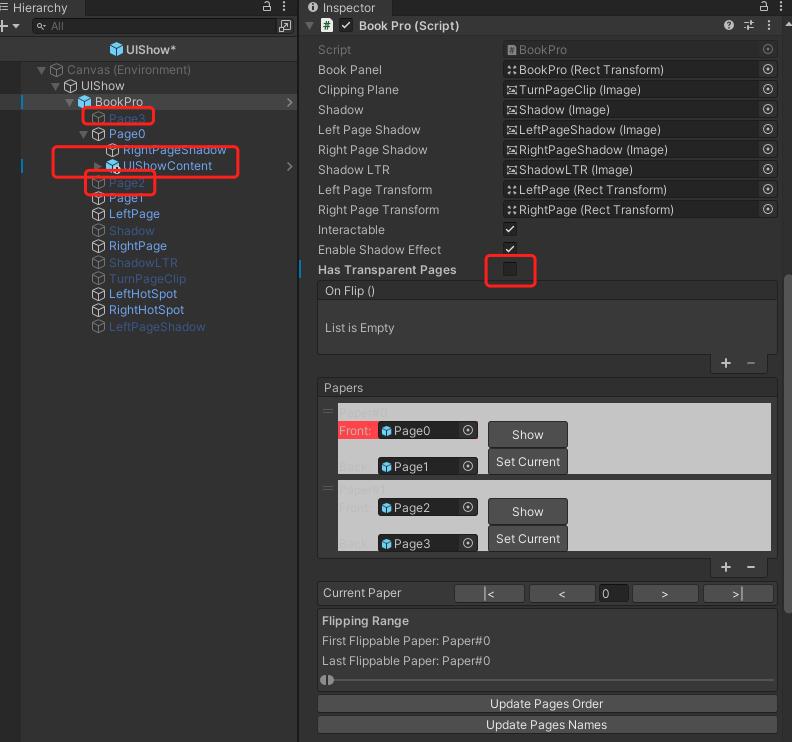 Hierarchy
All
UIShow*
Canvas (Environment)
UIShow
BookPro
Page3
Page0
RightPageShadow
UIShowContent
Page2
Page1
LeftPage
Shadow
RightPage
ShadowLTR
TurnPageClip
LeftHotSpot
RightHotSpot
LeftPageShadow
Inspector
Book Pro (Script)
Script BookPro
Book Panel BookPro (Rect Transform)
Clipping Plane TurnPageClip (Image)
Shadow Shadow (Image)
Left Page Shadow LeftPageShadow (Image)
Right Page Shadow RightPageShadow (Image)
Shadow LTR ShadowLTR (Image)
Left Page Transform LeftPage (Rect Transform)
Right Page Transform RightPage (Rect Transform)
Interactable
Enable Shadow Effect
Has Transparent Pages
On Flip ()
List is Empty
Papers
Paper#0
Front: Page0 Show
Back: Page1 Set Current
Paper#1
Front: Page2 Show
Back: Page3 Set Current
Current Paper |< < 0 > >|
Flipping Range
First Flippable Paper: Paper#0
Last Flippable Paper: Paper#0
Update Pages Order
Update Pages Names